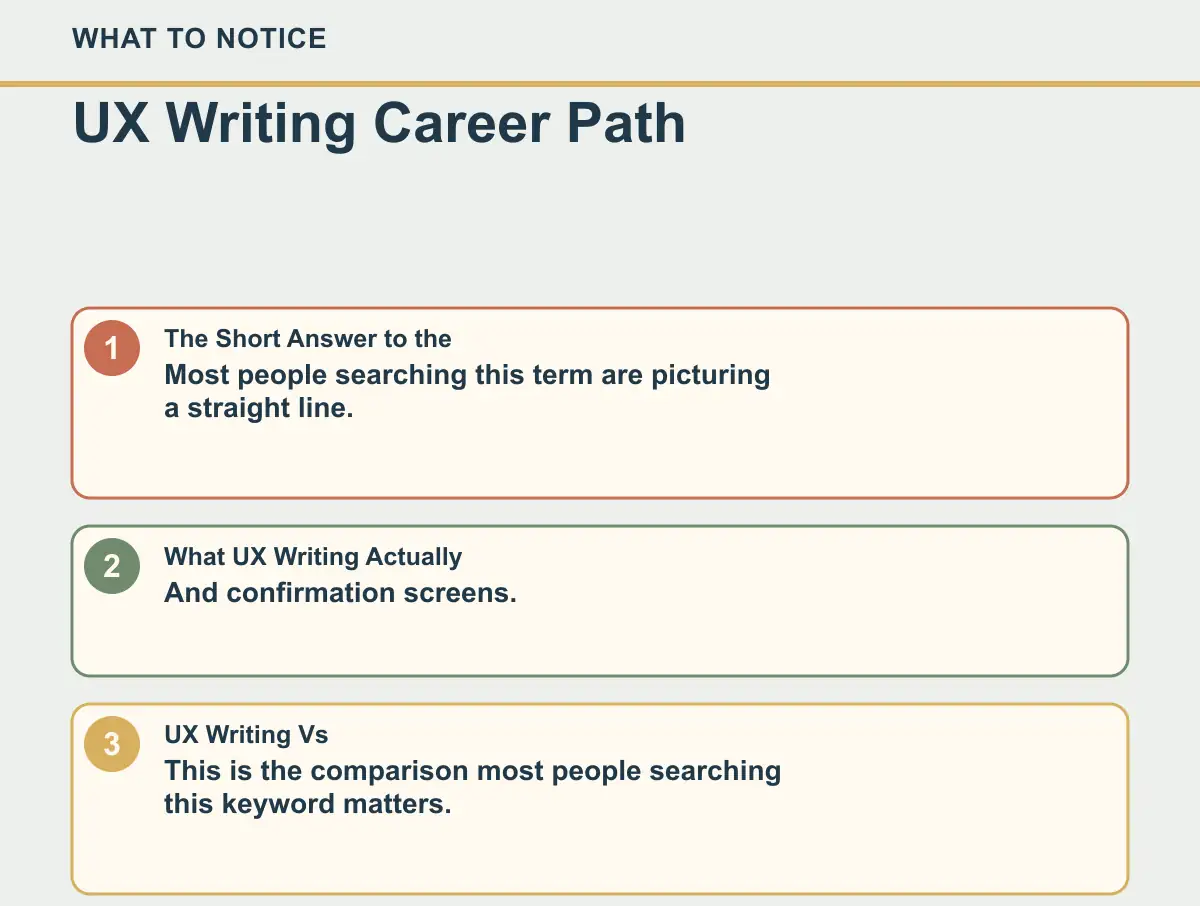 WHAT TO NOTICE
UX Writing Career Path
1
The Short Answer to the
Most people searching this term are picturing
a straight line.
2
What UX Writing Actually
And confirmation screens.
3
UX Writing Vs
This is the comparison most people searching
this keyword matters.